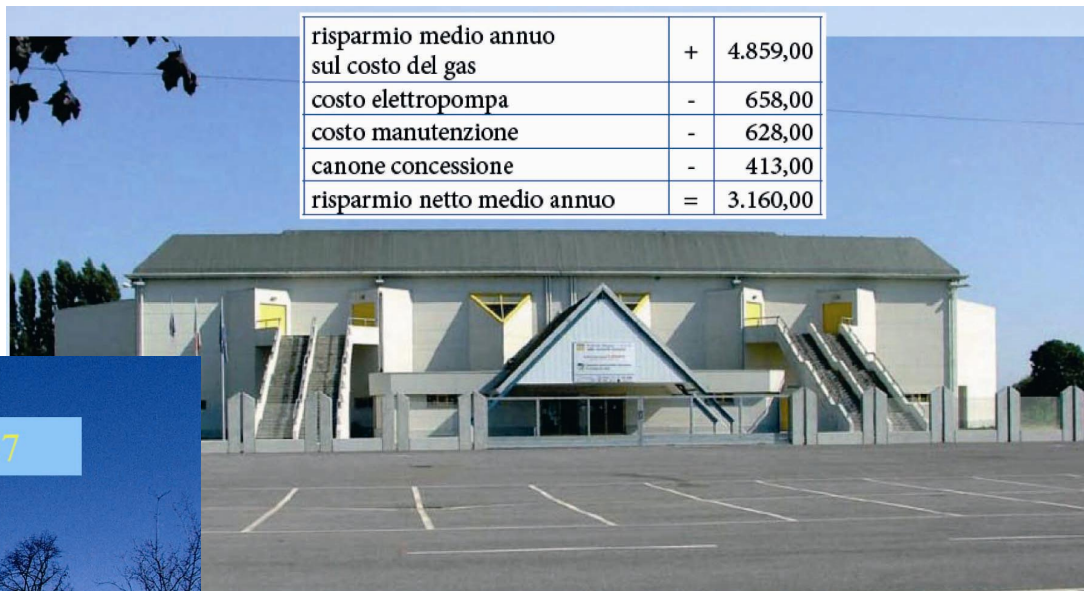 risparmio medio annuo
sul costo del gas + 4.859,00
costo elettropompa - 658,00
costo manutenzione - 628,00
canone concessione - 413,00
risparmio netto medio annuo = 3.160,00
7